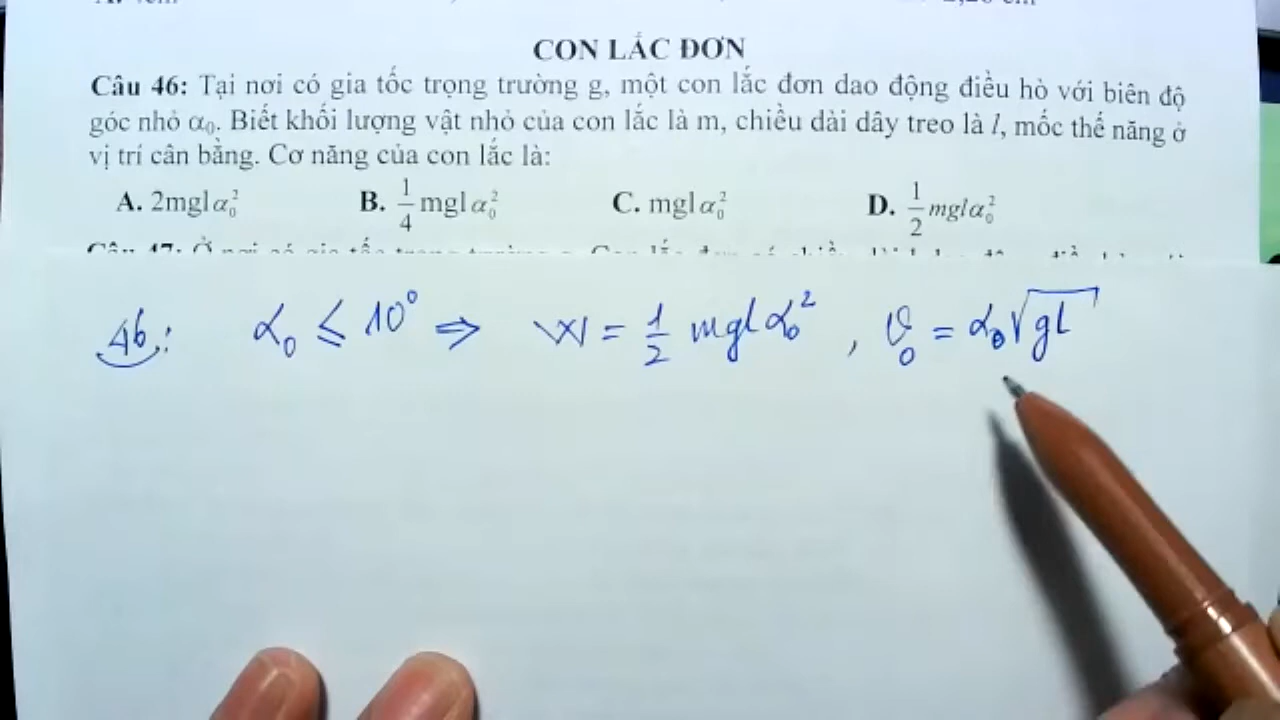 CON LẮC ĐƠN
Câu 46: Tại nơi có gia tốc trọng trường g, một con lắc đơn dao động điều hò với biên độ
góc nhỏ α₀. Biết khối lượng vật nhỏ của con lắc là m, chiều dài dây treo là l, mốc thế năng ở
vị trí cân bằng. Cơ năng của con lắc là:
A. 2mglα₀² B. 1/4 mglα₀² C. mglα₀² D. 1/2 mglα₀²
46: α₀ ≤ 10⁰ ⇒ W = 1/2 mglα₀², v₀ = α₀√gl